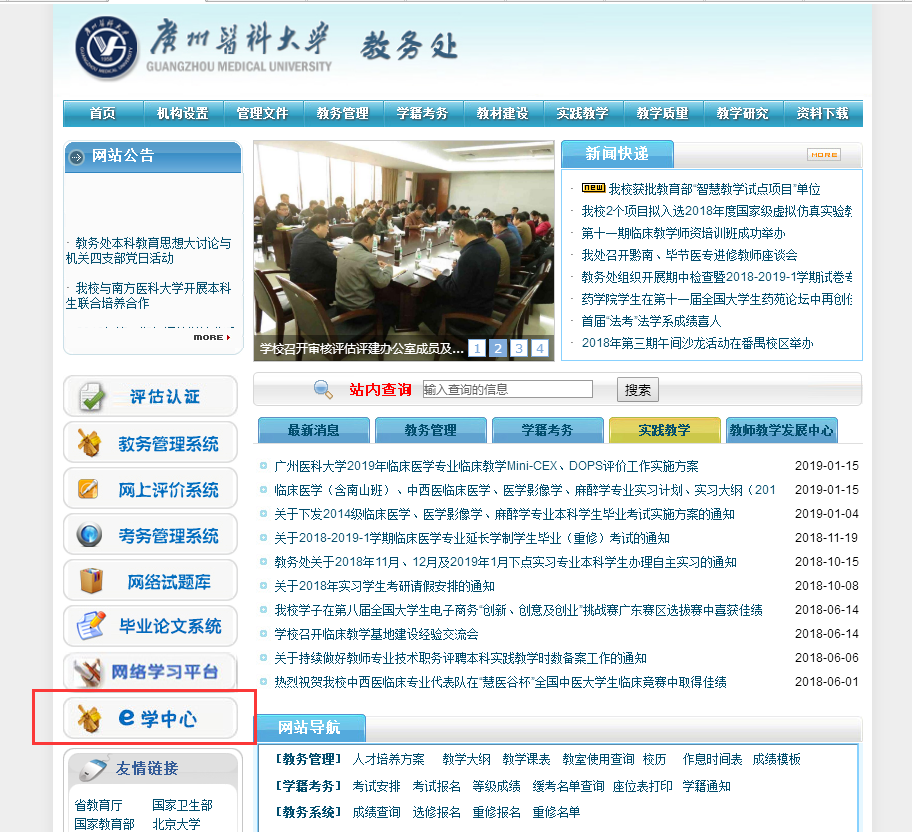 廣州醫科大學 教务处
GUANGZHOU MEDICAL UNIVERSITY
首页 机构设置 管理文件 教务管理 学籍考务 教材建设 实践教学 教学质量 教学研究 资料下载
网站公告
· 教务处本科教育思想大讨论与
机关四支部党日活动
· 我校与南方医科大学开展本科
生联合培养合作
MORE
学校召开审核评估评建办公室成员及... 1 2 3 4
新闻快递 MORE
· new 我校获批教育部“智慧教学试点项目”单位
· 我校2个项目拟入选2018年度国家级虚拟仿真实验教
· 第十一期临床教学师资培训班成功举办
· 我处召开黔南、毕节医专进修教师座谈会
· 教务处组织开展期中检查暨2018-2019-1学期试卷专
· 药学院学生在第十一届全国大学生药苑论坛中再创佳
· 首届“法考”法学系成绩喜人
· 2018年第三期午间沙龙活动在番禺校区举办
评估认证
教务管理系统
网上评价系统
考务管理系统
网络试题库
毕业论文系统
网络学习平台
e学中心
友情链接
省教育厅 国家卫生部
国家教育部 北京大学
站内查询 输入查询的信息 搜索
最新消息 教务管理 学籍考务 实践教学 教师教学发展中心
广州医科大学2019年临床医学专业临床教学Mini-CEX、DOPS评价工作实施方案 2019-01-15
临床医学（含南山班）、中西医临床医学、医学影像学、麻醉学专业实习计划、实习大纲（201 2019-01-15
关于下发2014级临床医学、医学影像学、麻醉学专业本科学生毕业考试实施方案的通知 2019-01-04
关于2018-2019-1学期临床医学专业延长学制学生毕业（重修）考试的通知 2018-11-19
教务处关于2018年11月、12月及2019年1月下点实习专业本科学生办理自主实习的通知 2018-10-15
关于2018年实习学生考研请假安排的通知 2018-10-08
我校学子在第八届全国大学生电子商务“创新、创意及创业”挑战赛广东赛区选拔赛中喜获佳绩 2018-06-14
学校召开临床教学基地建设经验交流会 2018-06-14
关于持续做好教师专业技术职务评聘本科实践教学时数备案工作的通知 2018-06-06
热烈祝贺我校中西医临床专业代表队在“慧医谷杯”全国中医大学生临床竞赛中取得佳绩 2018-06-01
网站导航
【教务管理】 人才培养方案 教学大纲 教学课表 教室使用查询 校历 作息时间表 成绩模板
【学籍考务】 考试安排 考试报名 等级成绩 缓考名单查询 座位表打印 学籍通知
【教务系统】 成绩查询 选修报名 重修报名 重修名单